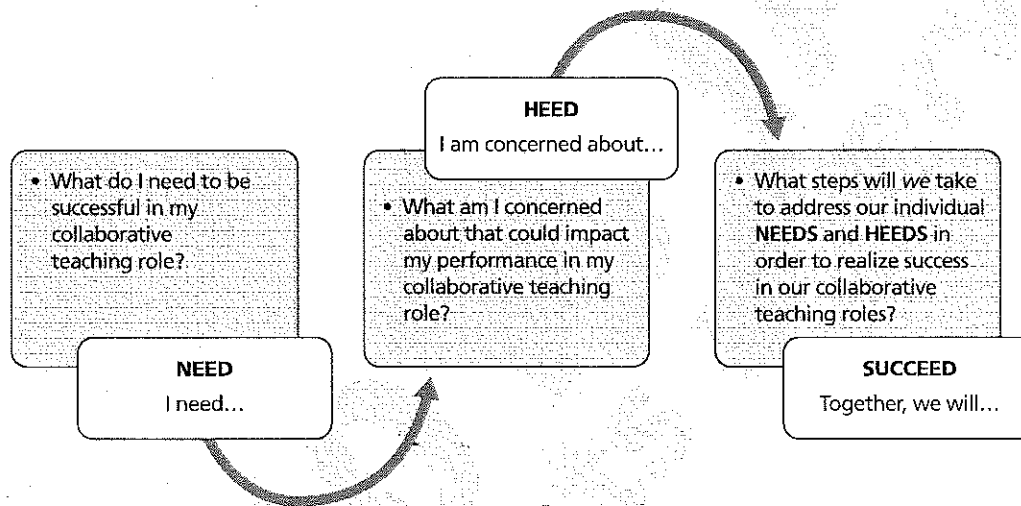 • What do I need to be
successful in my
collaborative
teaching role?
NEED
I need...
HEED
I am concerned about...
• What am I concerned
about that could impact
my performance in my
collaborative teaching
role?
• What steps will we take
to address our individual
NEEDS and HEEDS in
order to realize success
in our collaborative
teaching roles?
SUCCEED
Together, we will...